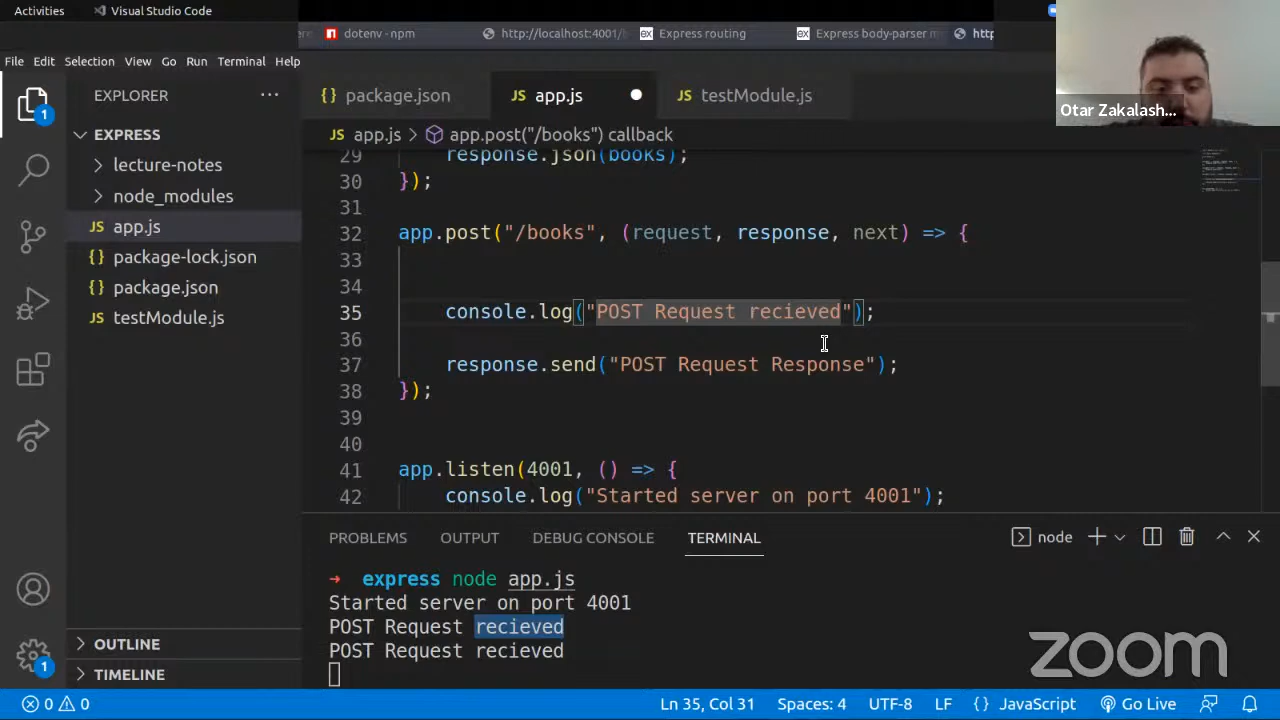 Activities Visual Studio Code
dotenv - npm http://localhost:4001/b Express routing Express body-parser m http
File Edit Selection View Go Run Terminal Help
EXPLORER ···
package.json app.js testModule.js
Otar Zakalash...
EXPRESS
app.js > app.post("/books") callback
lecture-notes
node_modules
app.js
package-lock.json
package.json
testModule.js
29 response.json(books);
30 });
31
32 app.post("/books", (request, response, next) => {
33
34
35 console.log("POST Request recieved");
36
37 response.send("POST Request Response");
38 });
39
40
41 app.listen(4001, () => {
42 console.log("Started server on port 4001");
PROBLEMS OUTPUT DEBUG CONSOLE TERMINAL node
→ express node app.js
Started server on port 4001
POST Request recieved
POST Request recieved
OUTLINE
TIMELINE
1
1
zoom
0 0 Ln 35, Col 31 Spaces: 4 UTF-8 LF {} JavaScript Go Live